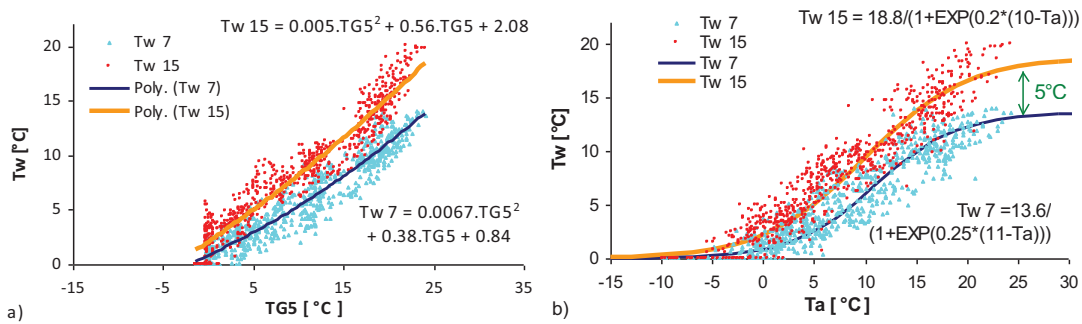 Tw 15 = 0.005.TG5² + 0.56.TG5 + 2.08
Tw 7
Tw 15
Poly. (Tw 7)
Poly. (Tw 15)
20
15
10
5
0
Tw [°C]
Tw 7 = 0.0067.TG5²
+ 0.38.TG5 + 0.84
-15 -5 5 15 25 35
TG5 [ °C ]
a)
Tw 15 = 18.8/(1+EXP(0.2*(10-Ta)))
Tw 7
Tw 15
Tw 7
Tw 15
20
15
10
5
0
Tw [°C]
5°C
Tw 7 =13.6/
(1+EXP(0.25*(11-Ta)))
-15 -10 -5 0 5 10 15 20 25 30
Ta [ °C]
b)